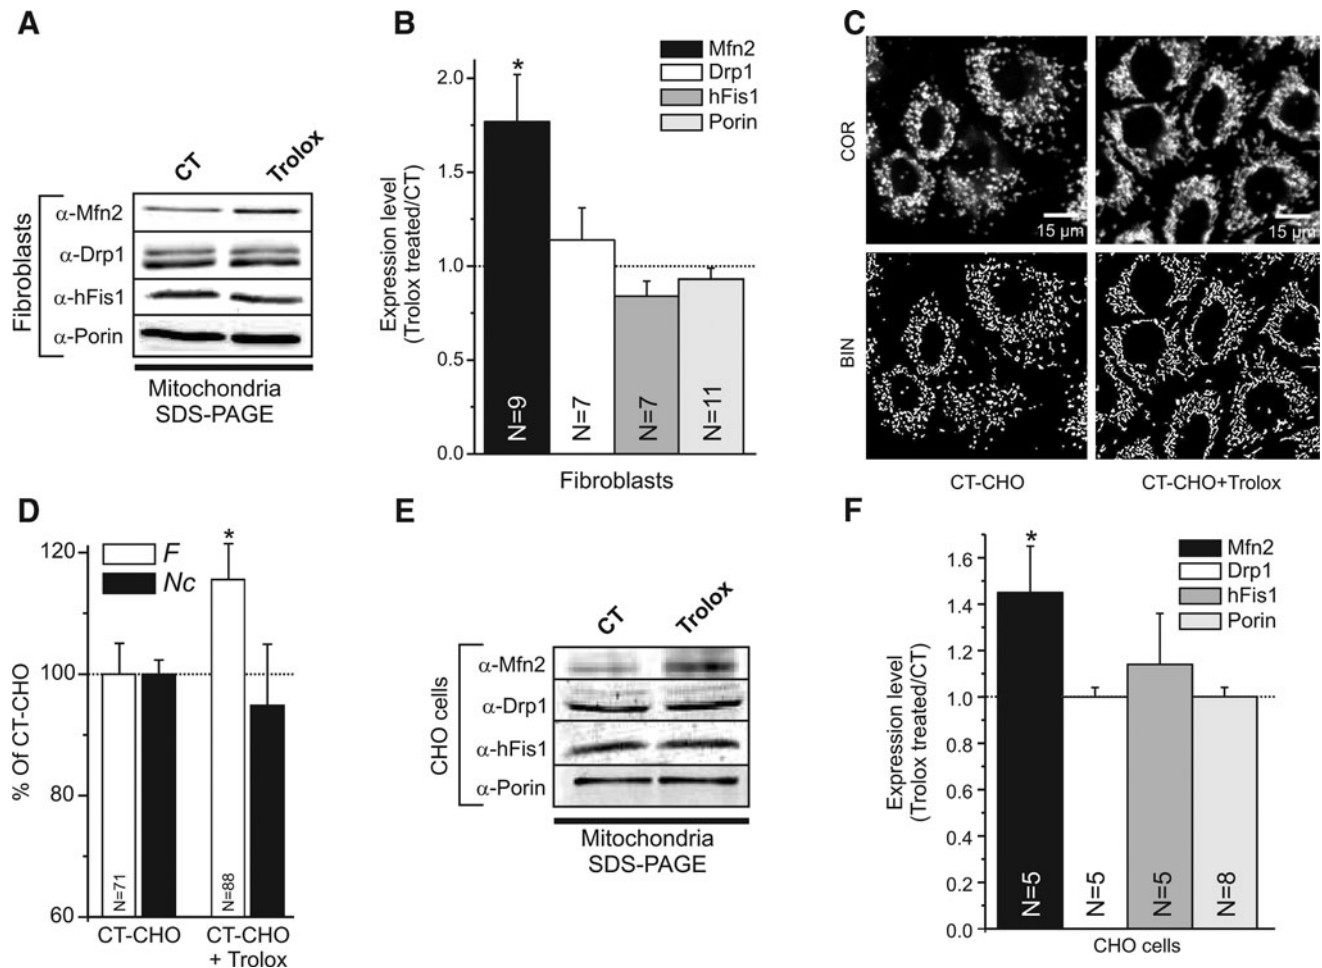 A
CT
Trolox
Fibroblasts
α-Mfn2
α-Drp1
α-hFis1
α-Porin
Mitochondria
SDS-PAGE
B
Mfn2
Drp1
hFis1
Porin
*
2.0
1.5
1.0
0.5
0.0
Expression level
(Trolox treated/CT)
N=9
N=7
N=7
N=11
Fibroblasts
C
COR
15 µm
15 µm
BIN
CT-CHO
CT-CHO+Trolox
D
F
Nc
*
120
100
80
60
% Of CT-CHO
N=71
N=88
CT-CHO
CT-CHO
+ Trolox
E
CT
Trolox
CHO cells
α-Mfn2
α-Drp1
α-hFis1
α-Porin
Mitochondria
SDS-PAGE
F
Mfn2
Drp1
hFis1
Porin
*
1.6
1.4
1.2
1.0
0.8
0.6
0.4
0.2
0.0
Expression level
(Trolox treated/CT)
N=5
N=5
N=5
N=8
CHO cells